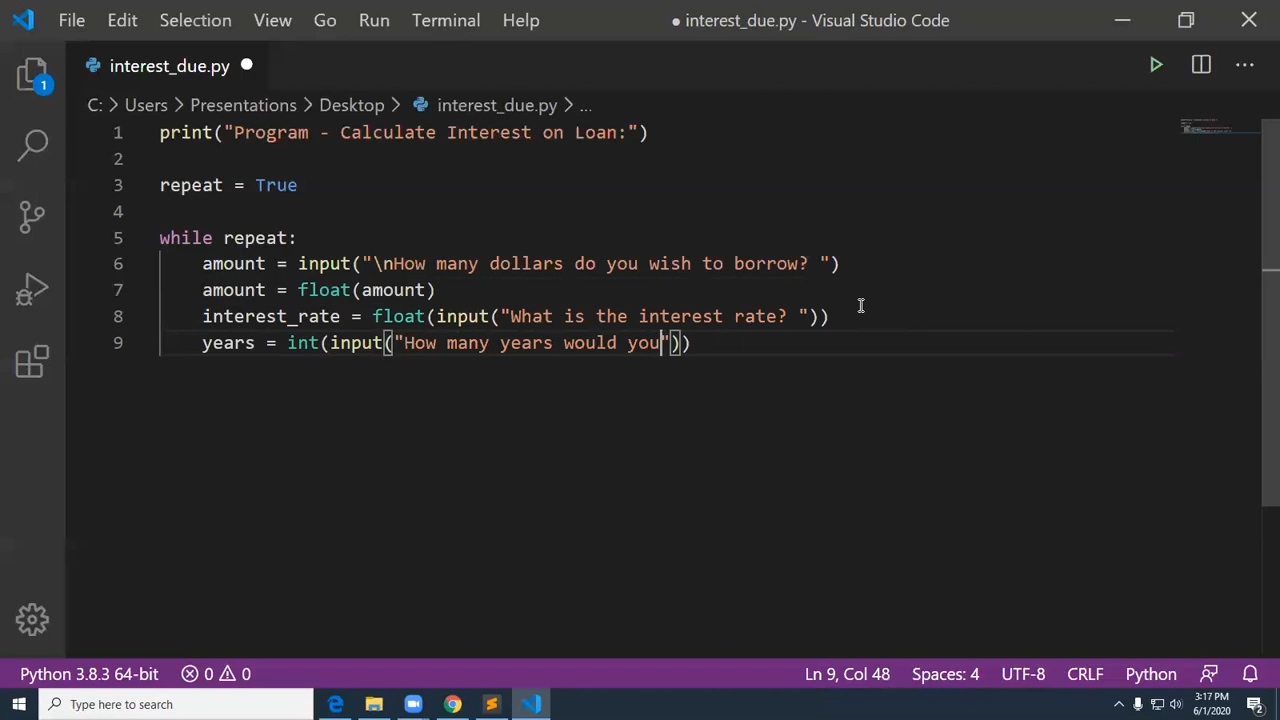 File Edit Selection View Go Run Terminal Help ● interest_due.py - Visual Studio Code
interest_due.py ●
C: > Users > Presentations > Desktop > interest_due.py > ...
1
1 print("Program - Calculate Interest on Loan:")
2
3 repeat = True
4
5 while repeat:
6     amount = input("\nHow many dollars do you wish to borrow? ")
7     amount = float(amount)
8     interest_rate = float(input("What is the interest rate? "))
9     years = int(input("How many years would you"))
Python 3.8.3 64-bit 0 0 Ln 9, Col 48 Spaces: 4 UTF-8 CRLF Python
Type here to search
3:17 PM
6/1/2020
2